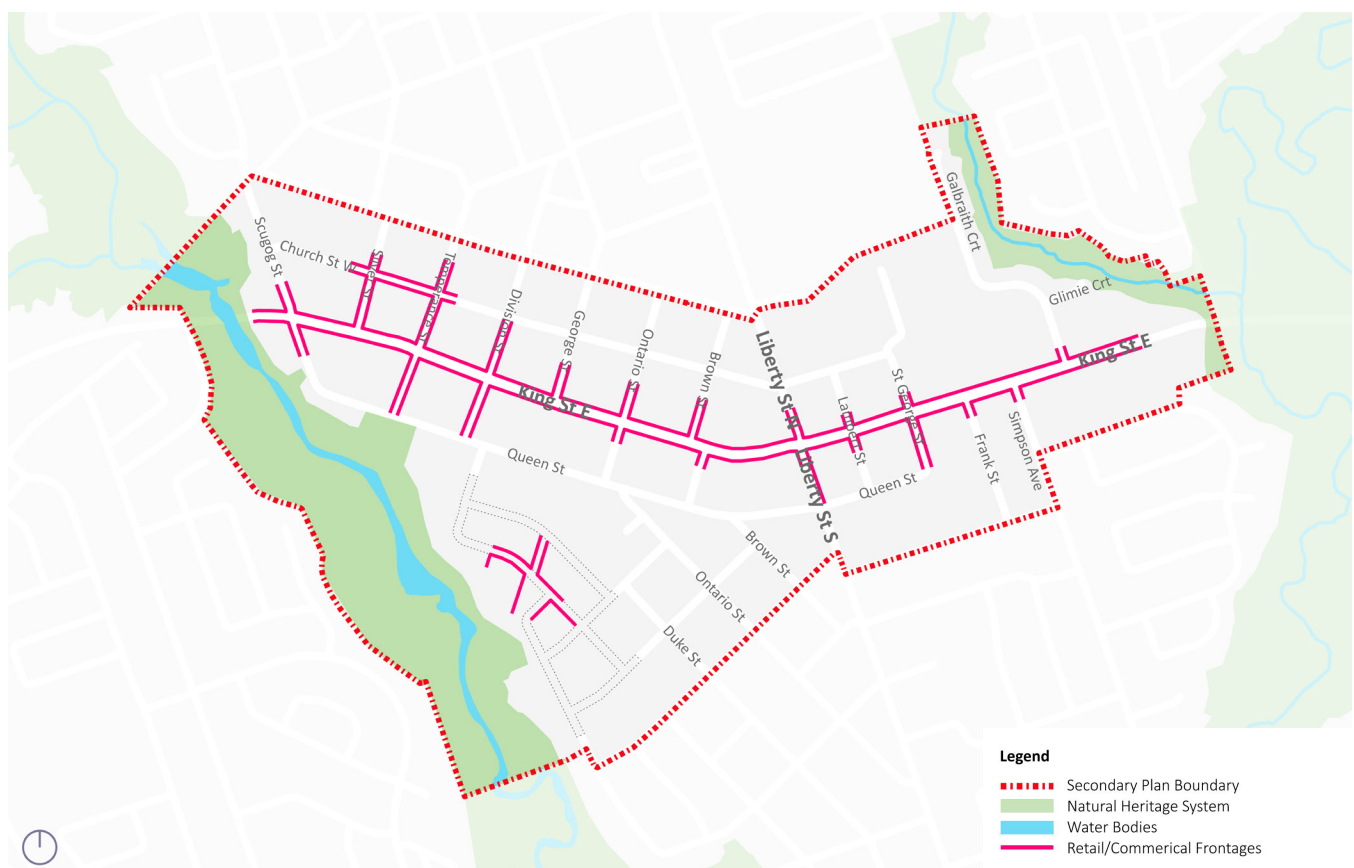 Galbraith Crt
Scugog St
Church St W
Silver St
Temperance St
Glimie Crt
Division St
George St
Ontario St
Brown St
Liberty St N
King St E
King St E
St George St
Lambert St
Simpson Ave
Frank St
Queen St
Queen St
Liberty St S
Brown St
Ontario St
Duke St
Legend
Secondary Plan Boundary
Natural Heritage System
Water Bodies
Retail/Commerical Frontages